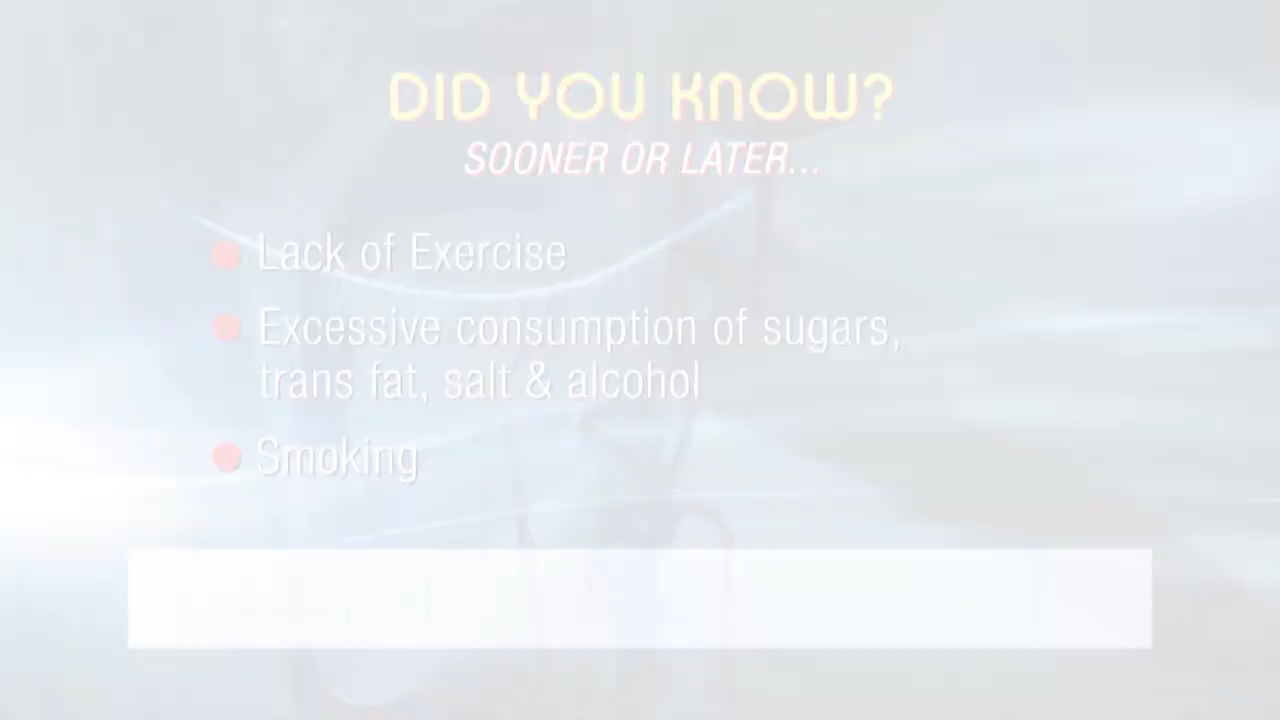 DID YOU KNOW?
SOONER OR LATER...
Lack of Exercise
Excessive consumption of sugars,
trans fat, salt & alcohol
Smoking